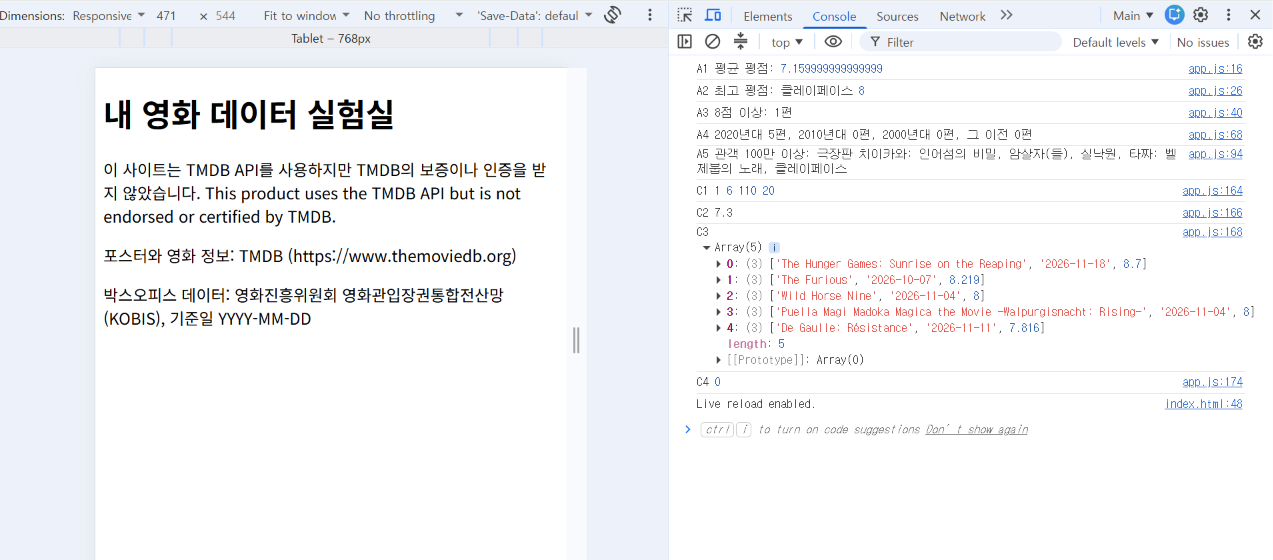 Dimensions: Responsive 471 × 544 Fit to window No throttling 'Save-Data': defaul
Tablet – 768px
내 영화 데이터 실험실
이 사이트는 TMDB API를 사용하지만 TMDB의 보증이나 인증을 받
지 않았습니다. This product uses the TMDB API but is not
endorsed or certified by TMDB.
포스터와 영화 정보: TMDB (https://www.themoviedb.org)
박스오피스 데이터: 영화진흥위원회 영화관입장권통합전산망
(KOBIS), 기준일 YYYY-MM-DD
Elements Console Sources Network Main
top Filter Default levels No issues
A1 평균 평점: 7.159999999999999 app.js:16
A2 최고 평점: 클레이페이스 8 app.js:26
A3 8점 이상: 1편 app.js:40
A4 2020년대 5편, 2010년대 0편, 2000년대 0편, 그 이전 0편 app.js:68
A5 관객 100만 이상: 극장판 치이카와: 인어섬의 비밀, 암살자(들), 실낙원, 타짜: 벨 app.js:94
제붑의 노래, 클레이페이스
C1 1 6 110 20 app.js:164
C2 7.3 app.js:166
C3 app.js:168
Array(5) i
0: (3) ['The Hunger Games: Sunrise on the Reaping', '2026-11-18', 8.7]
1: (3) ['The Furious', '2026-10-07', 8.219]
2: (3) ['Wild Horse Nine', '2026-11-04', 8]
3: (3) ['Puella Magi Madoka Magica the Movie -Walpurgisnacht: Rising-', '2026-11-04', 8]
4: (3) ['De Gaulle: Résistance', '2026-11-11', 7.816]
length: 5
[[Prototype]]: Array(0)
C4 0 app.js:174
Live reload enabled. index.html:48
ctrl i to turn on code suggestions Don't show again